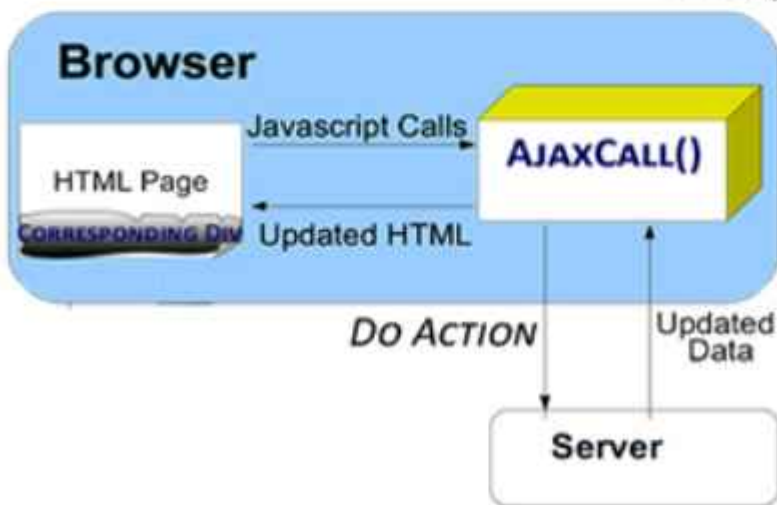 Browser
Javascript Calls
AJAXCALL()
HTML Page
CORRESPONDING DIV
Updated HTML
DO ACTION
Updated
Data
Server